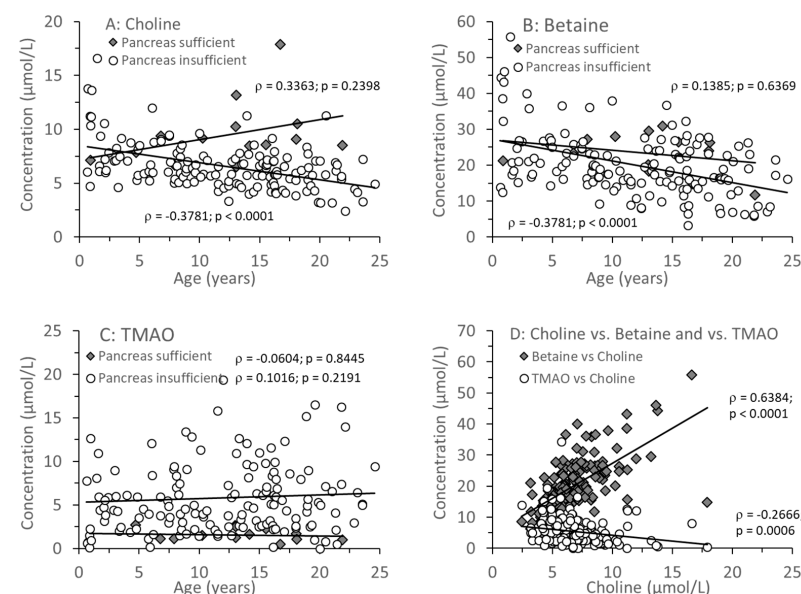 A: Choline
Pancreas sufficient
Pancreas insufficient
ρ = 0.3363; p = 0.2398
ρ = -0.3781; p < 0.0001
Concentration (μmol/L)
20
15
10
5
0
0 5 10 15 20 25
Age (years)
B: Betaine
Pancreas sufficient
Pancreas insufficient
ρ = 0.1385; p = 0.6369
ρ = -0.3781; p < 0.0001
Concentration (μmol/L)
60
50
40
30
20
10
0
0 5 10 15 20 25
Age (years)
C: TMAO
Pancreas sufficient
ρ = -0.0604; p = 0.8445
Pancreas insufficient
ρ = 0.1016; p = 0.2191
Concentration (μmol/L)
25
20
15
10
5
0
0 5 10 15 20 25
Age (years)
D: Choline vs. Betaine and vs. TMAO
Betaine vs Choline
TMAO vs Choline
ρ = 0.6384;
p < 0.0001
ρ = -0.2666
p = 0.0006
Concentration (μmol/L)
70
60
50
40
30
20
10
0
0 5 10 15 20 25
Choline (μmol/L)